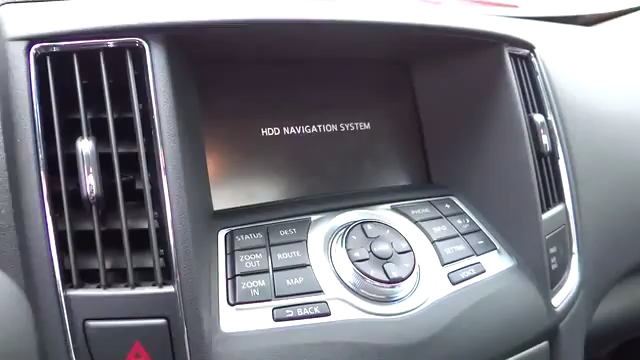 HDD NAVIGATION SYSTEM
STATUS
DEST
PHONE
ZOOM OUT
ROUTE
INFO
ZOOM IN
MAP
SETTING
BACK
VOICE